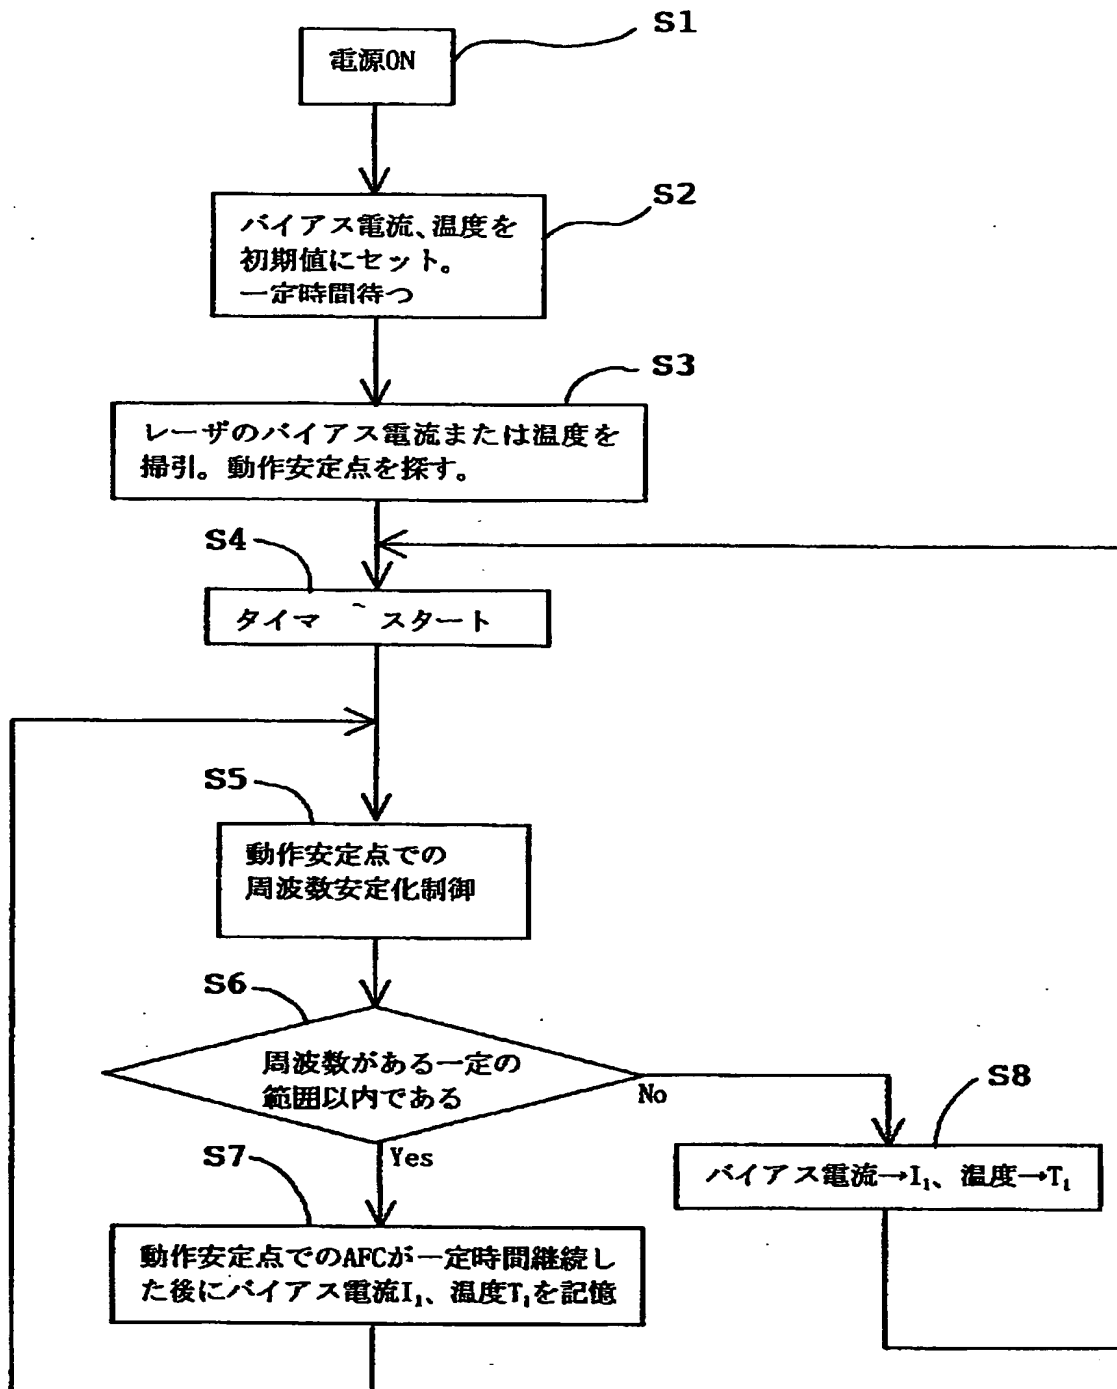 S1
電源ON
S2
バイアス電流、温度を
初期値にセット。
一定時間待つ
S3
レーザのバイアス電流または温度を
掃引。動作安定点を探す。
S4
タイマ スタート
S5
動作安定点での
周波数安定化制御
S6
周波数がある一定の
範囲以内である
No
Yes
S8
バイアス電流→I₁、温度→T₁
S7
動作安定点でのAFCが一定時間継続し
た後にバイアス電流I₁、温度T₁を記憶